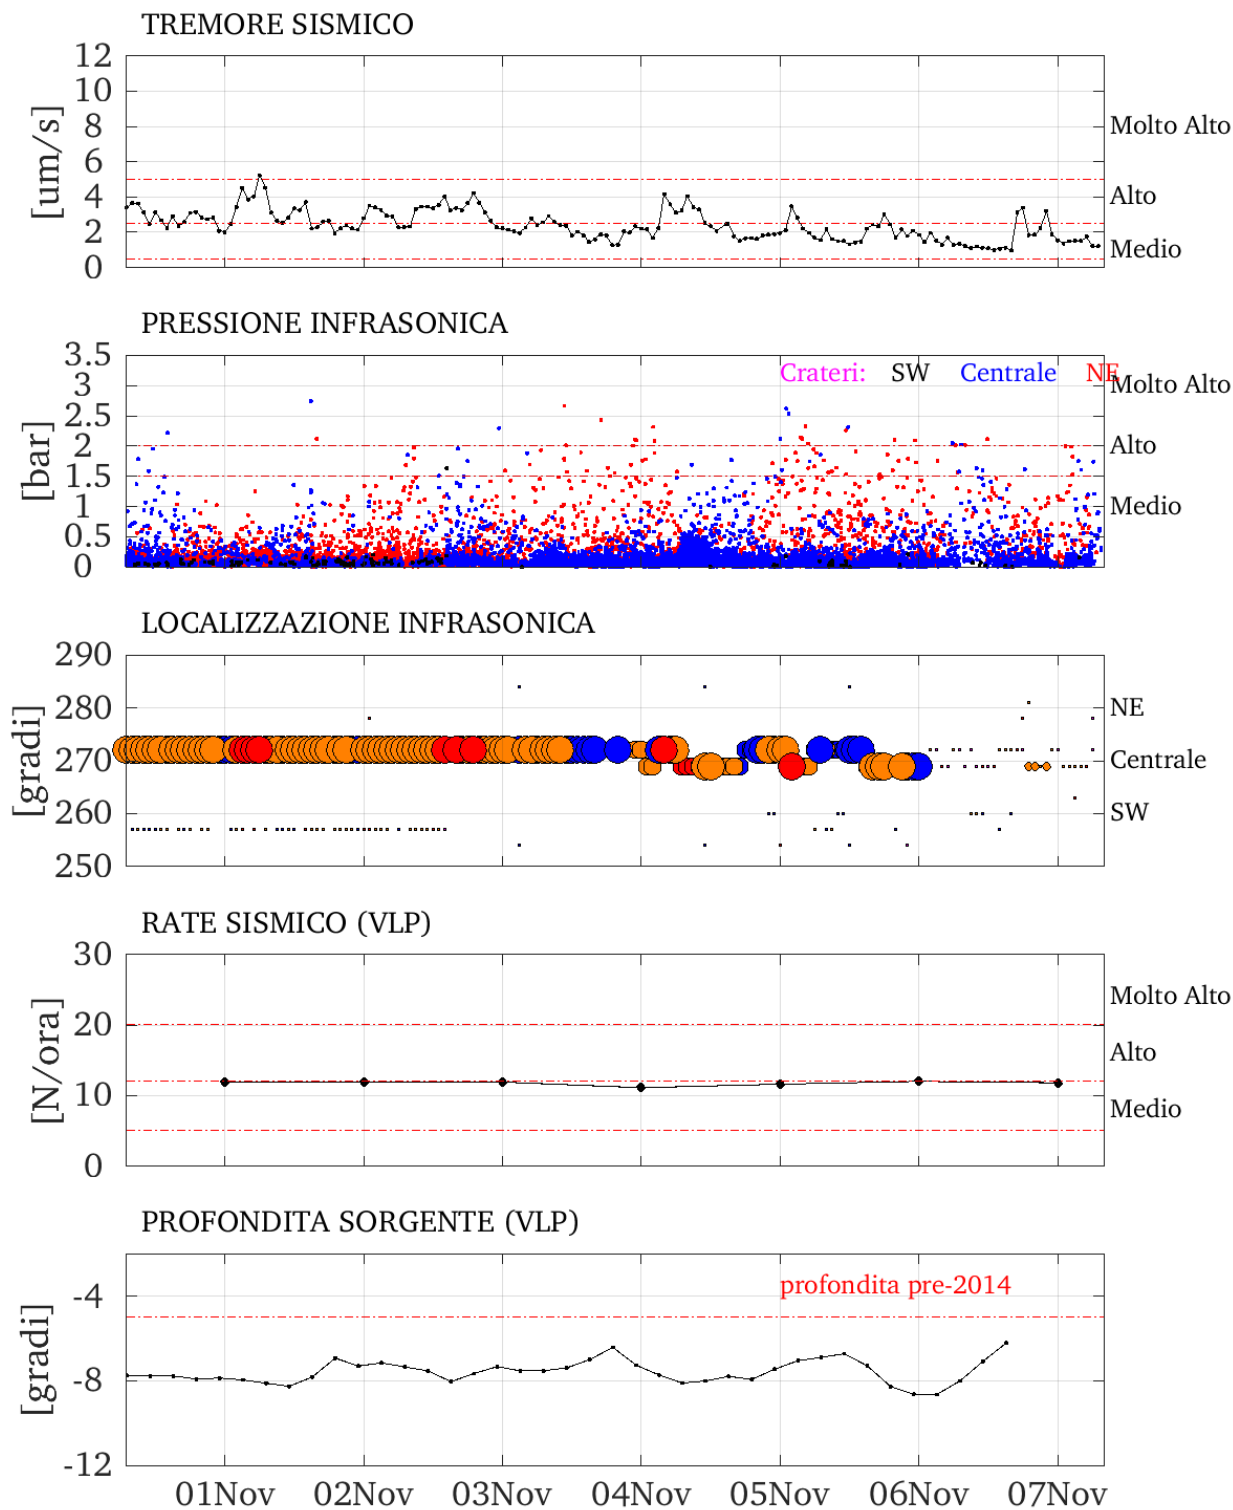 TREMORE SISMICO
[um/s]
12
10
8
6
4
2
0
Molto Alto
Alto
Medio
PRESSIONE INFRASONICA
[bar]
3.5
3
2.5
2
1.5
1
0.5
0
Crateri: SW Centrale NE
Molto Alto
Alto
Medio
LOCALIZZAZIONE INFRASONICA
[gradi]
290
280
270
260
250
NE
Centrale
SW
RATE SISMICO (VLP)
[N/ora]
30
20
10
0
Molto Alto
Alto
Medio
PROFONDITA SORGENTE (VLP)
[gradi]
-4
-8
-12
profondita pre-2014
01Nov 02Nov 03Nov 04Nov 05Nov 06Nov 07Nov